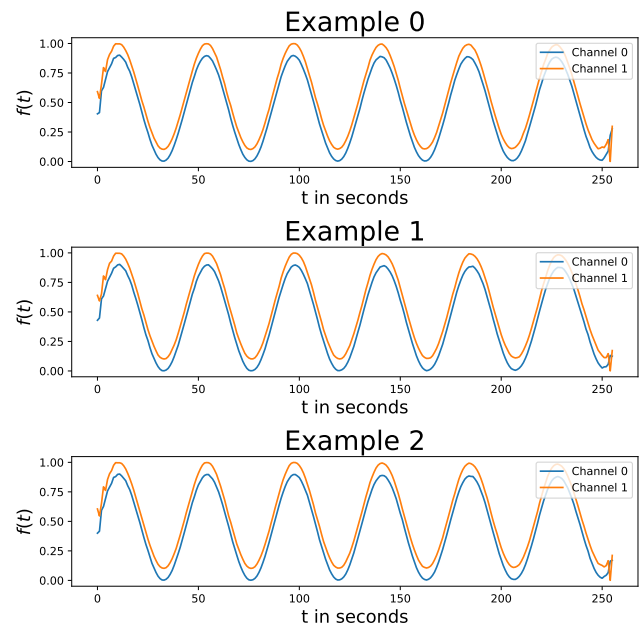 Example 0
1.00
0.75
0.50
0.25
0.00
f(t)
Channel 0
Channel 1
0 50 100 150 200 250
t in seconds
Example 1
1.00
0.75
0.50
0.25
0.00
f(t)
Channel 0
Channel 1
0 50 100 150 200 250
t in seconds
Example 2
1.00
0.75
0.50
0.25
0.00
f(t)
Channel 0
Channel 1
0 50 100 150 200 250
t in seconds